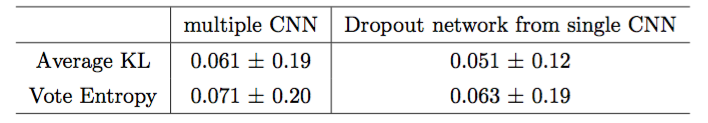 multiple CNN Dropout network from single CNN
Average KL 0.061 ± 0.19 0.051 ± 0.12
Vote Entropy 0.071 ± 0.20 0.063 ± 0.19